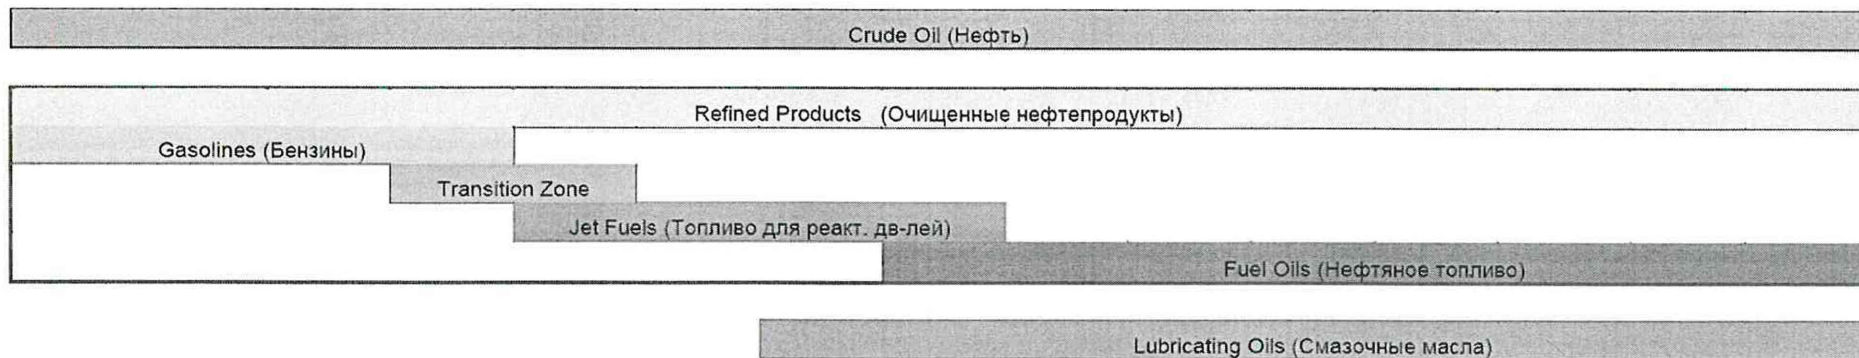 Crude Oil (Нефть)
Refined Products (Очищенные нефтепродукты)
Gasolines (Бензины)
Transition Zone
Jet Fuels (Топливо для реакт. дв-лей)
Fuel Oils (Нефтяное топливо)
Lubricating Oils (Смазочные масла)